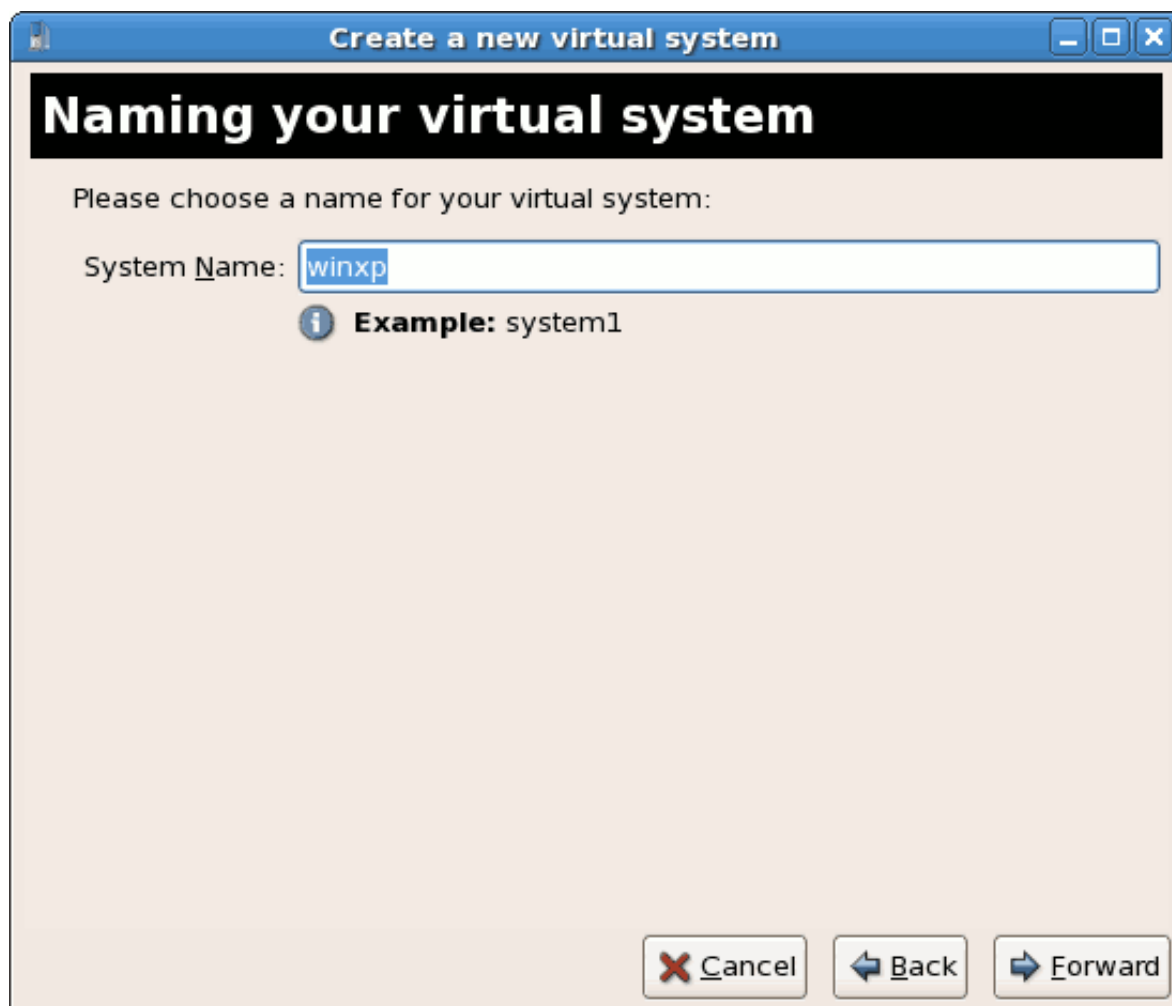 Create a new virtual system
Naming your virtual system
Please choose a name for your virtual system:
System Name: winxp
Example: system1
Cancel Back Forward